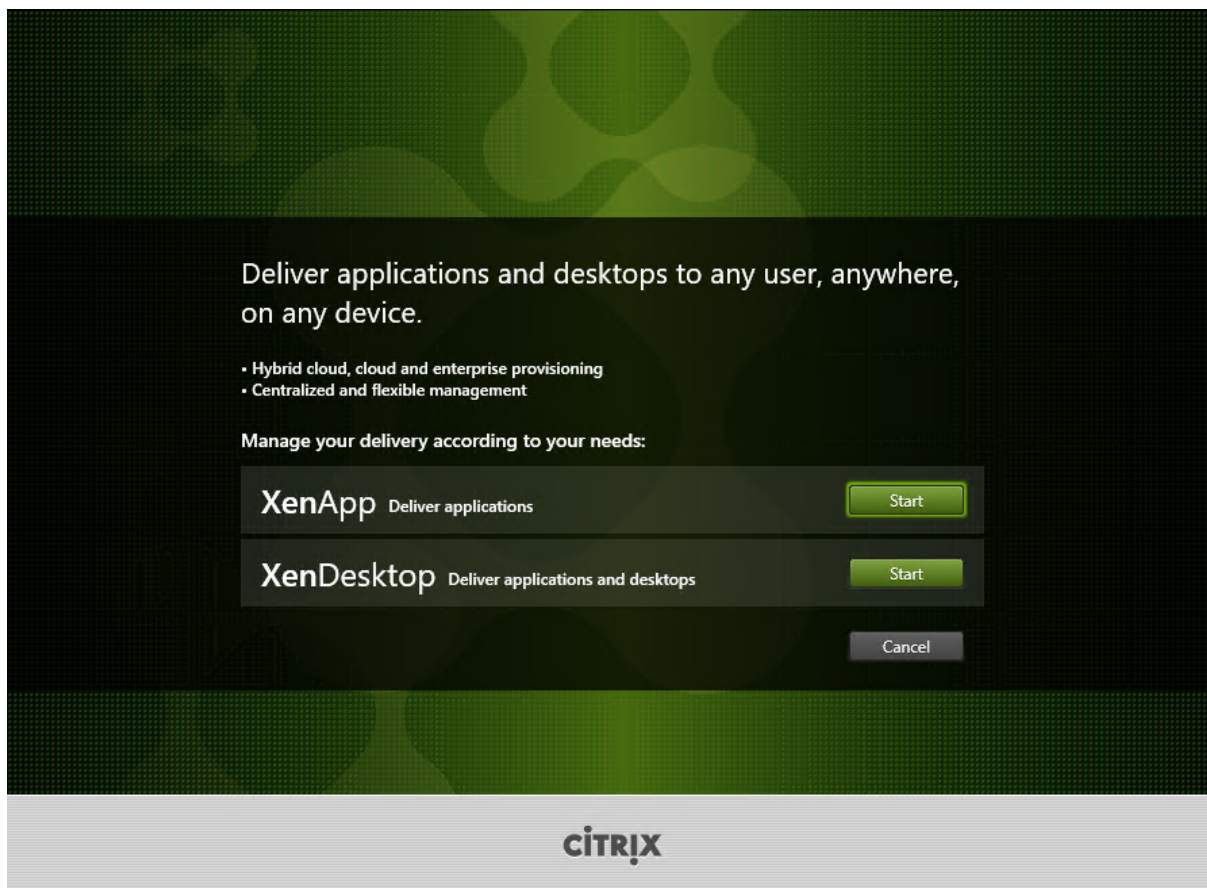 Deliver applications and desktops to any user, anywhere,
on any device.
• Hybrid cloud, cloud and enterprise provisioning
• Centralized and flexible management
Manage your delivery according to your needs:
XenApp Deliver applications Start
XenDesktop Deliver applications and desktops Start
Cancel
CITRIX